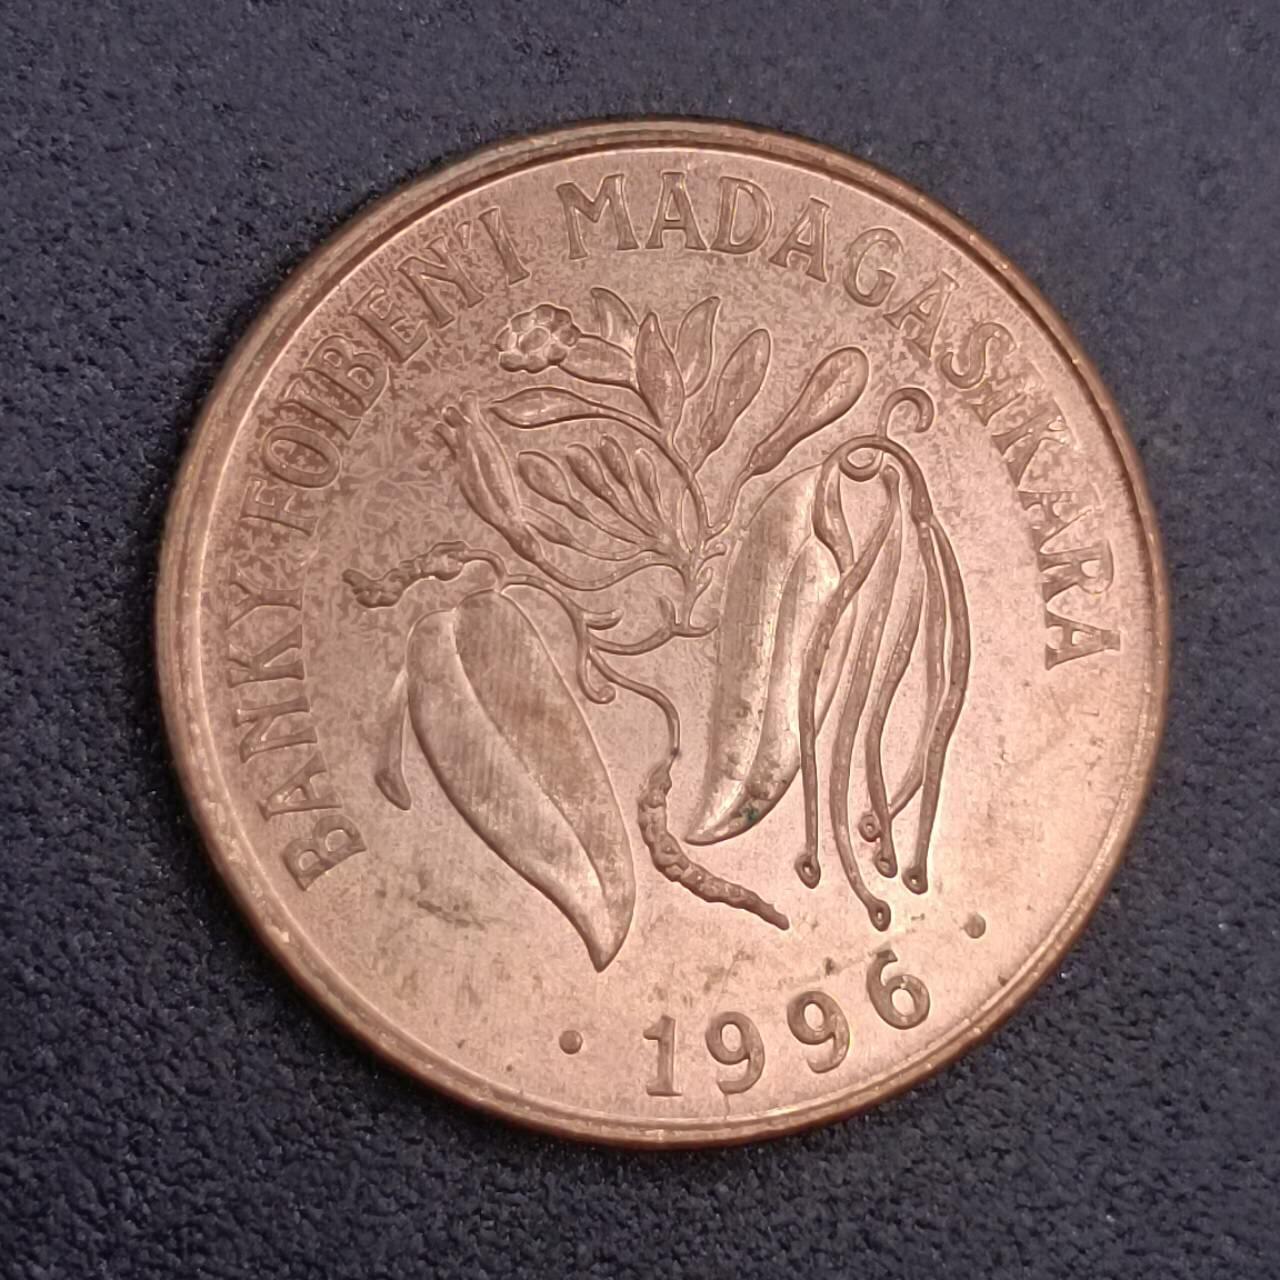 BANKY FOIBEN'I MADAGASIKARA
· 1996 ·